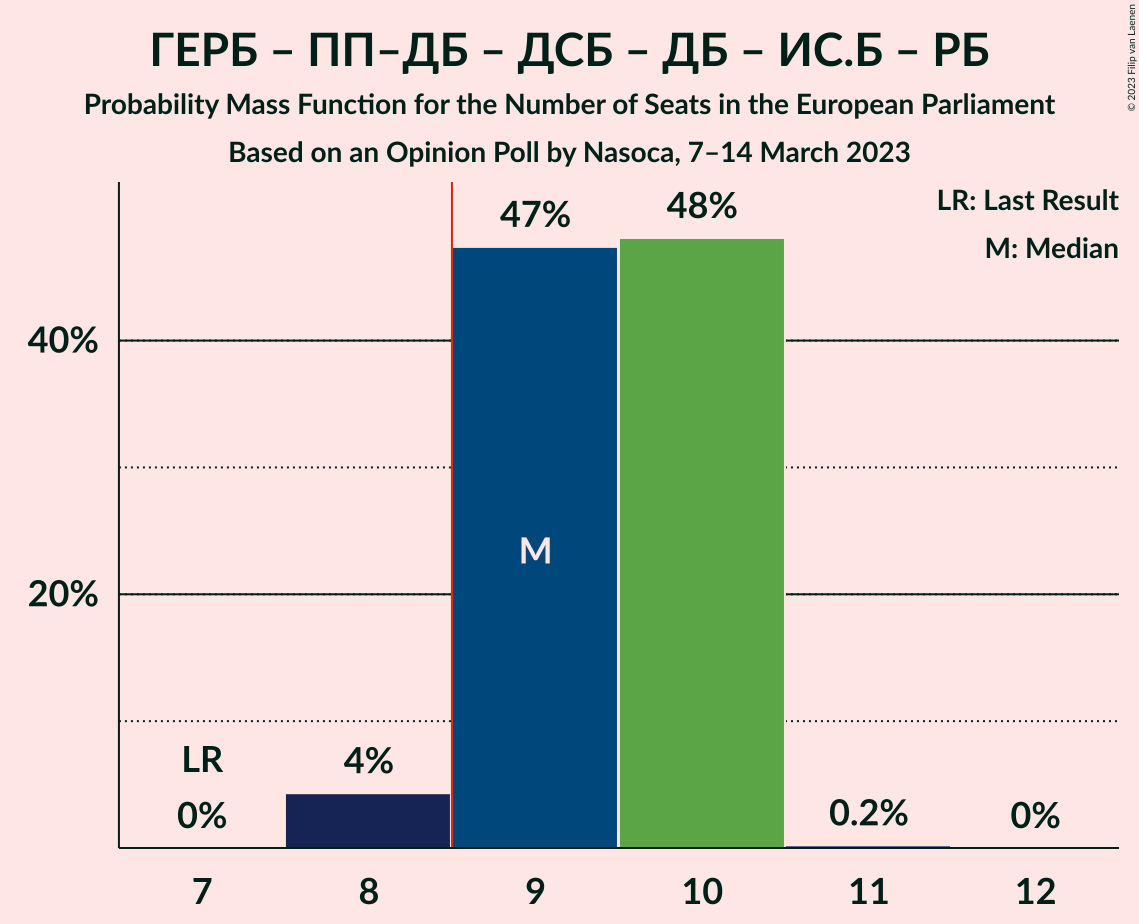 ГЕРБ – ПП–ДБ – ДСБ – ДБ – ИС.Б – РБ
Probability Mass Function for the Number of Seats in the European Parliament
Based on an Opinion Poll by Nasoca, 7–14 March 2023
© 2023 Filip van Laenen
LR: Last Result
M: Median
47%
48%
40%
M
20%
LR
0%
4%
0.2%
0%
7
8
9
10
11
12